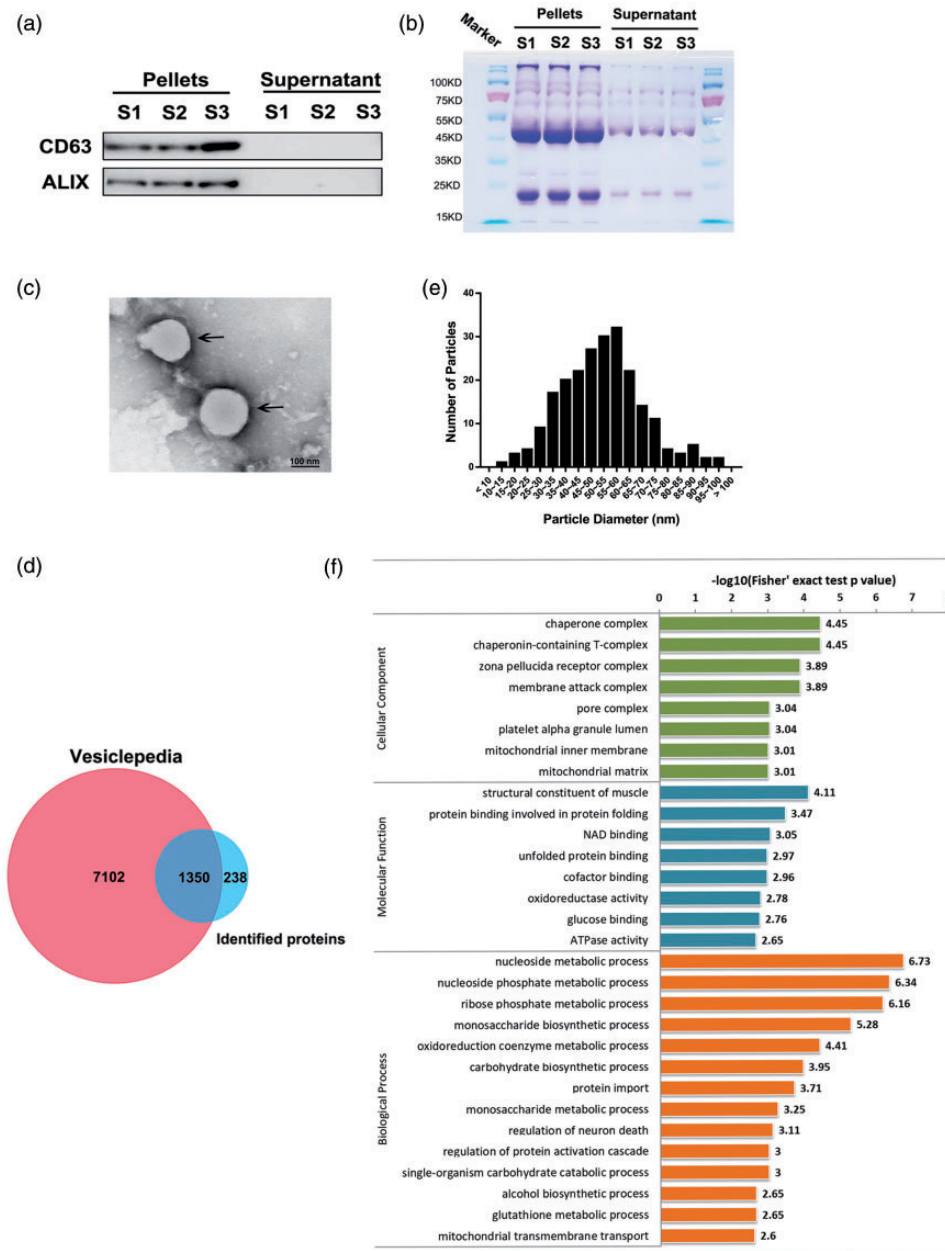 (a)
Pellets Supernatant
S1 S2 S3 S1 S2 S3
CD63
ALIX
(b)
Marker
Pellets Supernatant
S1 S2 S3 S1 S2 S3
100KD
75KD
55KD
45KD
35KD
25KD
15KD
(c)
100 nm
(e)
Number of Particles
40
30
20
10
0
< 10
10~15
15~20
20~25
25~30
30~35
35~40
40~45
45~50
50~55
55~60
60~65
65~70
70~75
75~80
80~85
85~90
90~95
95~100
> 100
Particle Diameter (nm)
(d)
Vesiclepedia
7102 1350 238
Identified proteins
(f)
-log10(Fisher' exact test p value)
0 1 2 3 4 5 6 7
Cellular Component
chaperone complex 4.45
chaperonin-containing T-complex 4.45
zona pellucida receptor complex 3.89
membrane attack complex 3.89
pore complex 3.04
platelet alpha granule lumen 3.04
mitochondrial inner membrane 3.01
mitochondrial matrix 3.01
Molecular Function
structural constituent of muscle 4.11
protein binding involved in protein folding 3.47
NAD binding 3.05
unfolded protein binding 2.97
cofactor binding 2.96
oxidoreductase activity 2.78
glucose binding 2.76
ATPase activity 2.65
Biological Process
nucleoside metabolic process 6.73
nucleoside phosphate metabolic process 6.34
ribose phosphate metabolic process 6.16
monosaccharide biosynthetic process 5.28
oxidoreduction coenzyme metabolic process 4.41
carbohydrate biosynthetic process 3.95
protein import 3.71
monosaccharide metabolic process 3.25
regulation of neuron death 3.11
regulation of protein activation cascade 3
single-organism carbohydrate catabolic process 3
alcohol biosynthetic process 2.65
glutathione metabolic process 2.65
mitochondrial transmembrane transport 2.6